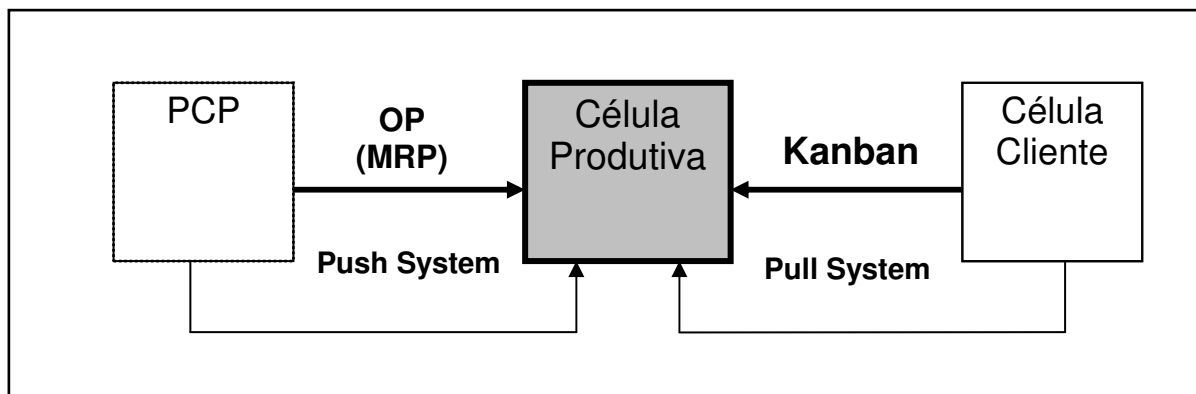 PCP
OP
(MRP)
Push System
Célula
Produtiva
Kanban
Pull System
Célula
Cliente